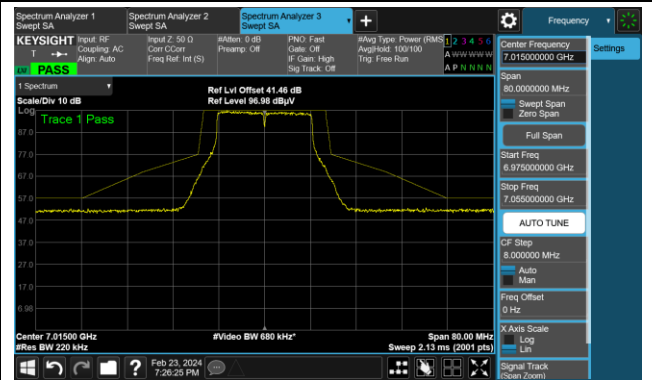 Spectrum Analyzer 1
Swept SA
Spectrum Analyzer 2
Swept SA
Spectrum Analyzer 3
Swept SA
Frequency
KEYSIGHT
T
LXI
PASS
Input: RF
Coupling: AC
Align: Auto
Input Z: 50 Ω
Corr CCorr
Freq Ref: Int (S)
#Atten: 0 dB
Preamp: Off
PNO: Fast
Gate: Off
IF Gain: High
Sig Track: Off
#Avg Type: Power (RMS
Avg|Hold: 100/100
Trig: Free Run
1 2 3 4 5 6
A W W W W W
A P N N N N
1 Spectrum
Scale/Div 10 dB
Ref Lvl Offset 41.46 dB
Ref Level 96.98 dBµV
Log
Trace 1 Pass
87.0
77.0
67.0
57.0
47.0
37.0
27.0
17.0
6.98
Center 7.01500 GHz
#Res BW 220 kHz
#Video BW 680 kHz*
Span 80.00 MHz
Sweep 2.13 ms (2001 pts)
Center Frequency
7.015000000 GHz
Settings
Span
80.0000000 MHz
Swept Span
Zero Span
Full Span
Start Freq
6.975000000 GHz
Stop Freq
7.055000000 GHz
AUTO TUNE
CF Step
8.000000 MHz
Auto
Man
Freq Offset
0 Hz
X Axis Scale
Log
Lin
Signal Track
(Span Zoom)
?
Feb 23, 2024
7:26:25 PM